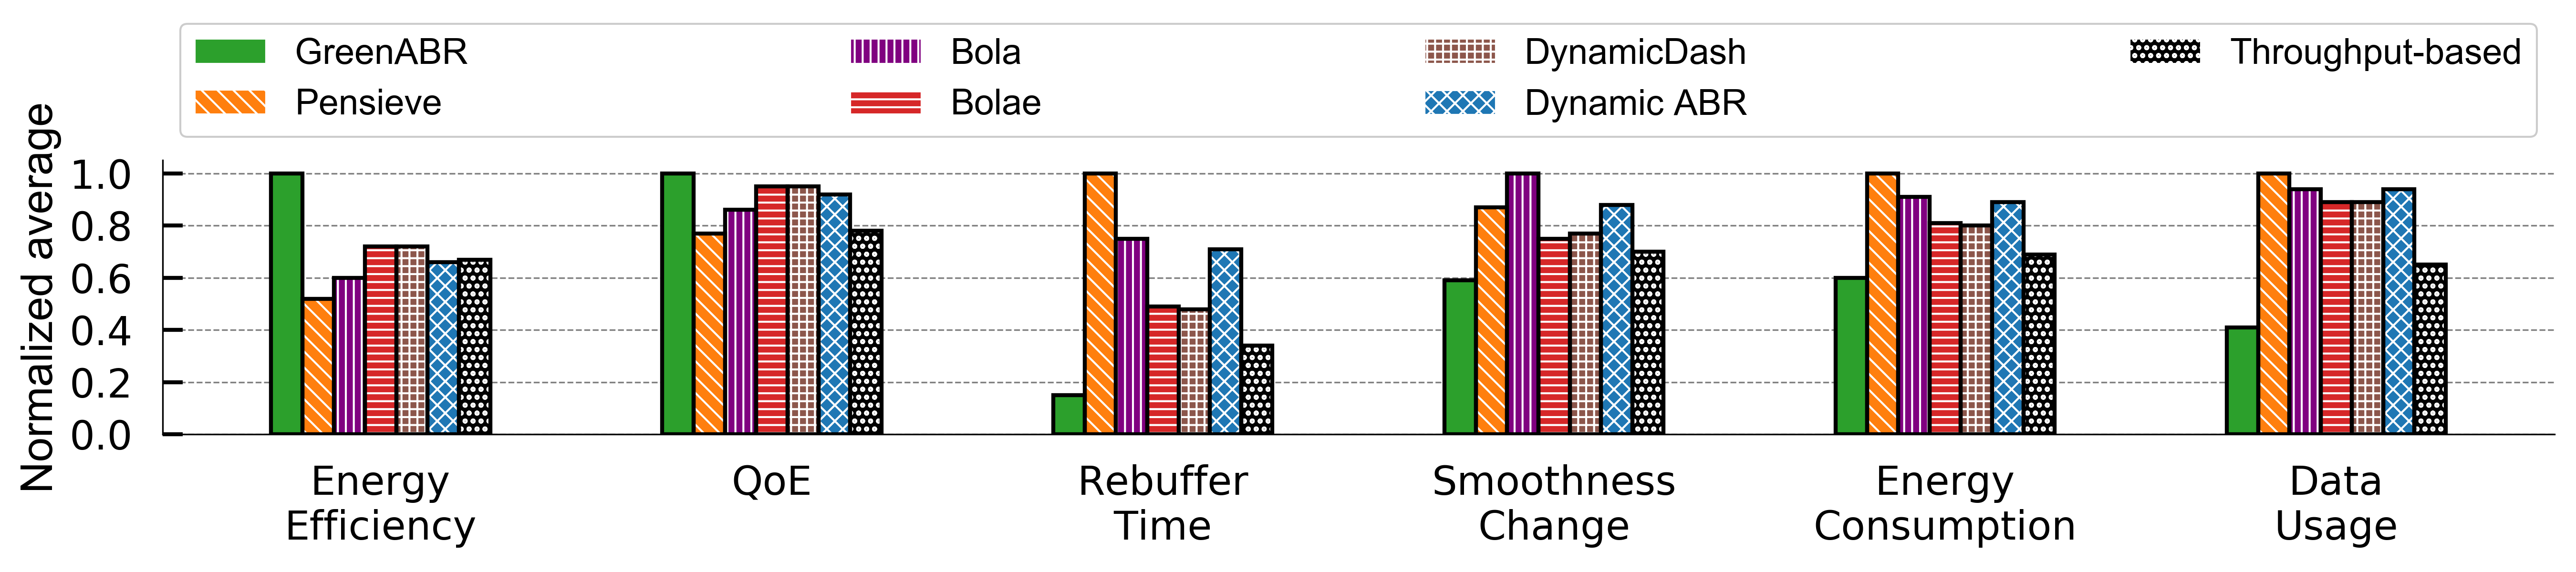 GreenABR
Pensieve
Bola
Bolae
DynamicDash
Dynamic ABR
Throughput-based
Normalized average
1.0
0.8
0.6
0.4
0.2
0.0
Energy
Efficiency
QoE
Rebuffer
Time
Smoothness
Change
Energy
Consumption
Data
Usage